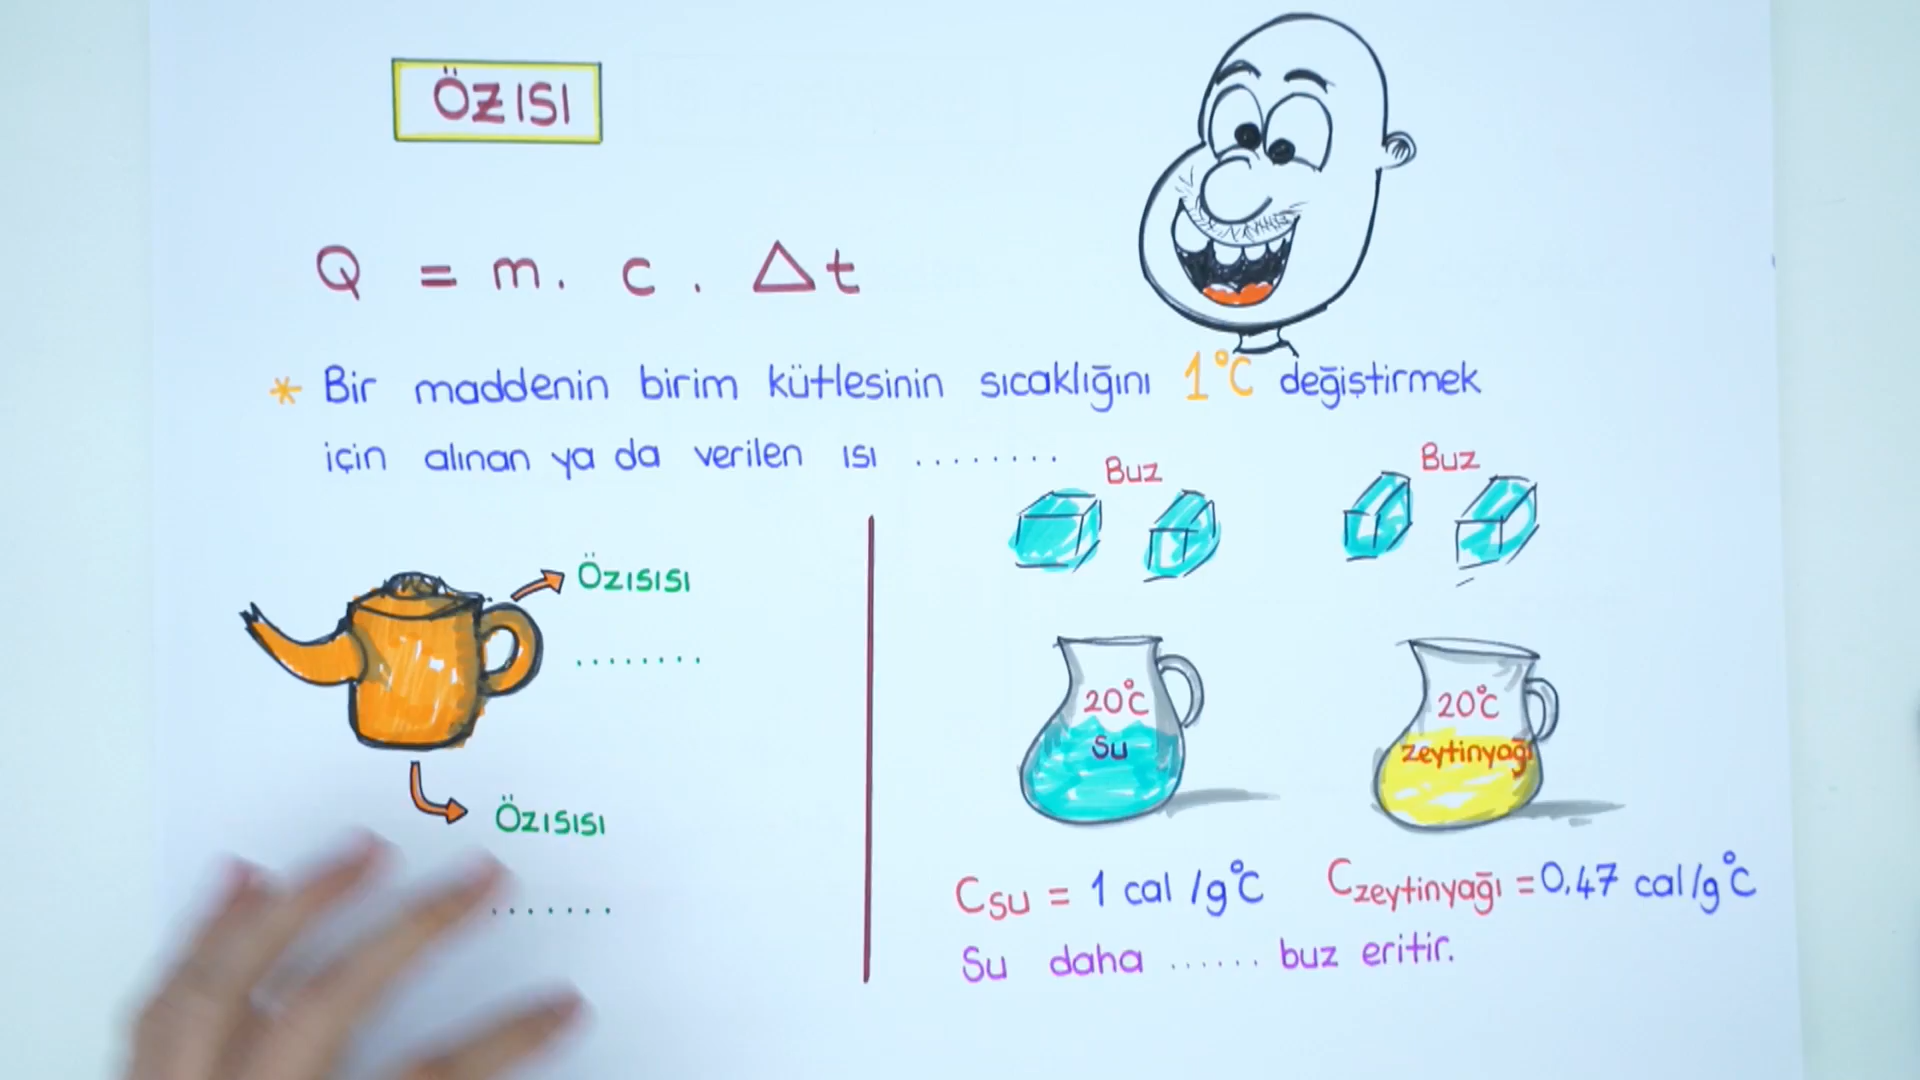 ÖZISI
Q = m. c. Δt
* Bir maddenin birim kütlesinin sıcaklığını 1°C değiştirmek
için alınan ya da verilen ısı ........
Buz
Buz
Özısısı
........
Özısısı
.......
20°C
Su
20°C
zeytinyağı
Csu = 1 cal /g°C
Czeytinyağı = 0,47 cal/g°C
Su daha ...... buz eritir.